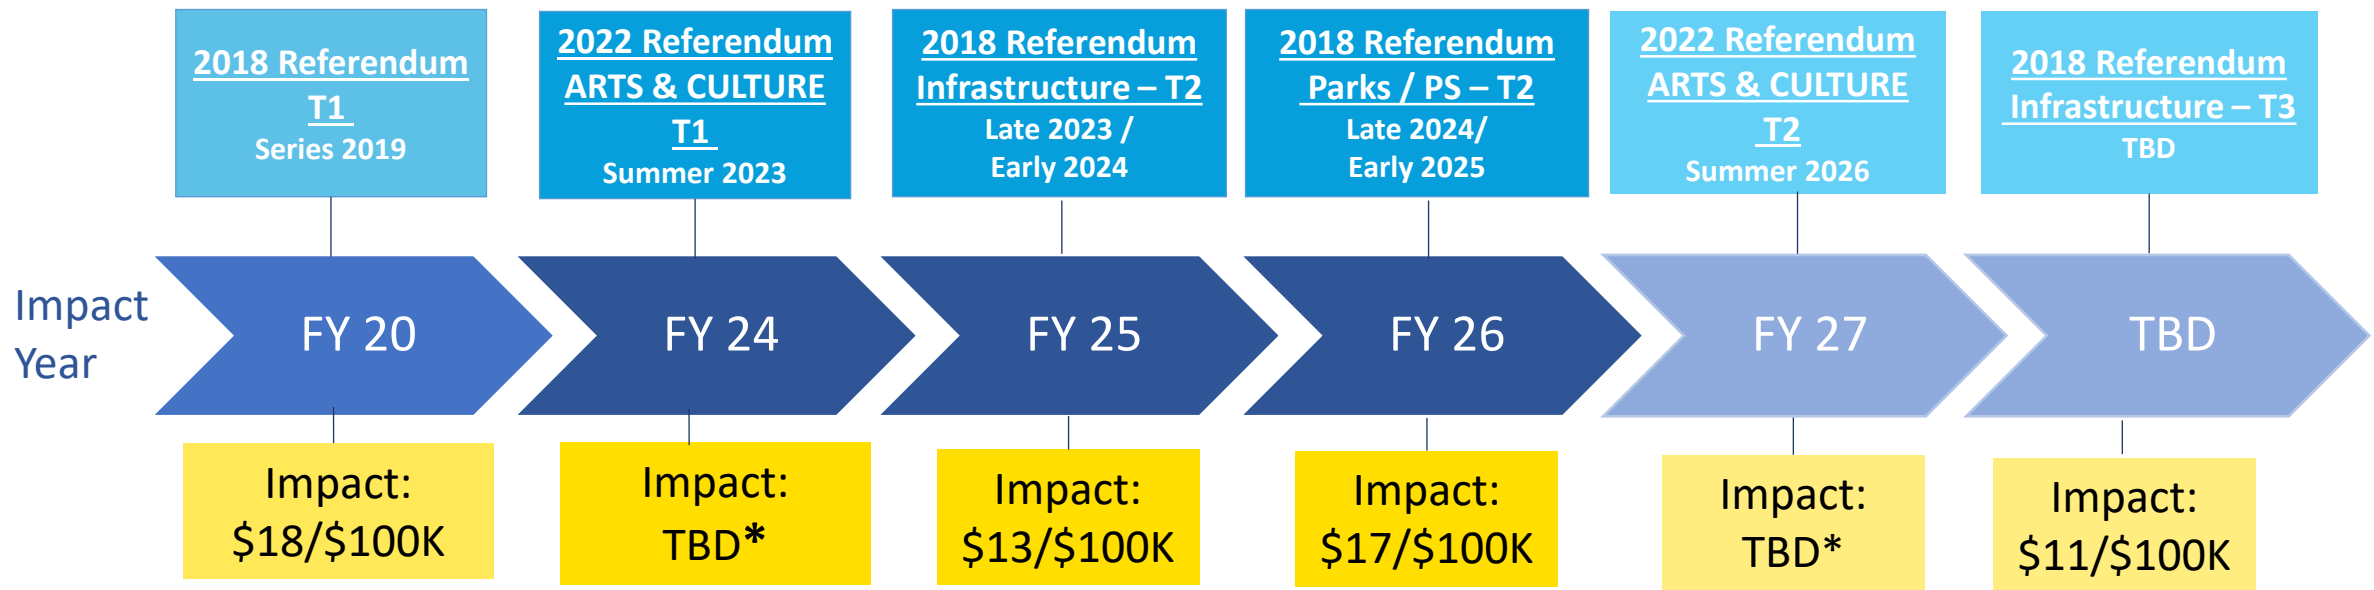 2018 Referendum
T1
Series 2019
2022 Referendum
ARTS & CULTURE
T1
Summer 2023
2018 Referendum
Infrastructure – T2
Late 2023 /
Early 2024
2018 Referendum
Parks / PS – T2
Late 2024/
Early 2025
2022 Referendum
ARTS & CULTURE
T2
Summer 2026
2018 Referendum
Infrastructure – T3
TBD
Impact
Year
FY 20
FY 24
FY 25
FY 26
FY 27
TBD
Impact:
$18/$100K
Impact:
TBD*
Impact:
$13/$100K
Impact:
$17/$100K
Impact:
TBD*
Impact:
$11/$100K